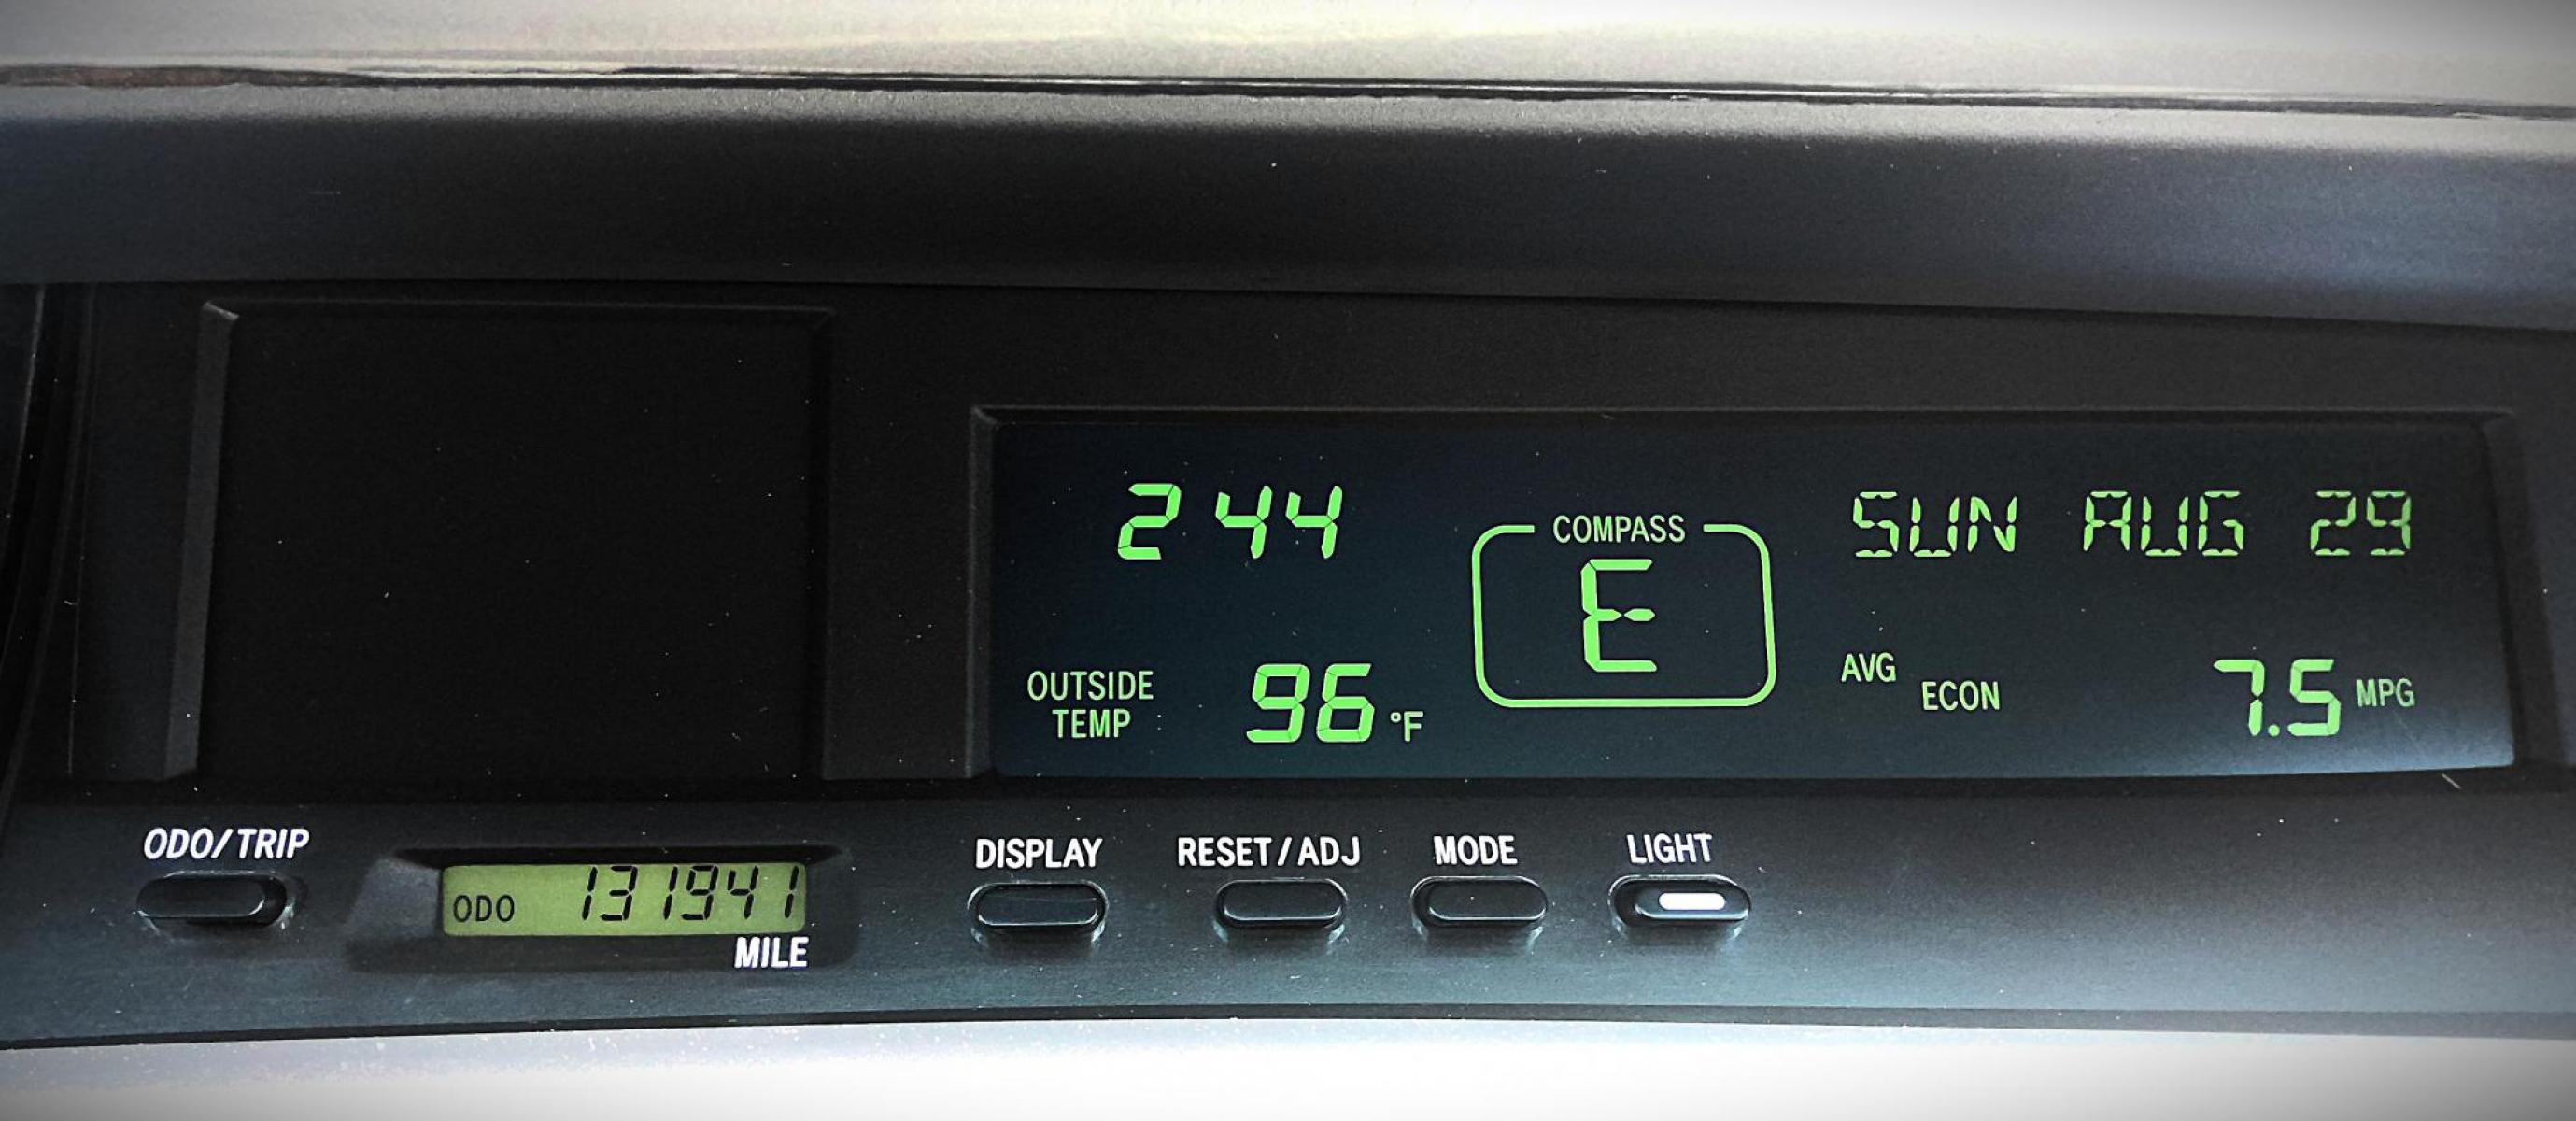 2 44
SUN AUG 29
COMPASS
E
OUTSIDE
TEMP
96 °F
AVG
ECON
7.5 MPG
ODO/TRIP
ODO 131941
MILE
DISPLAY
RESET/ADJ
MODE
LIGHT